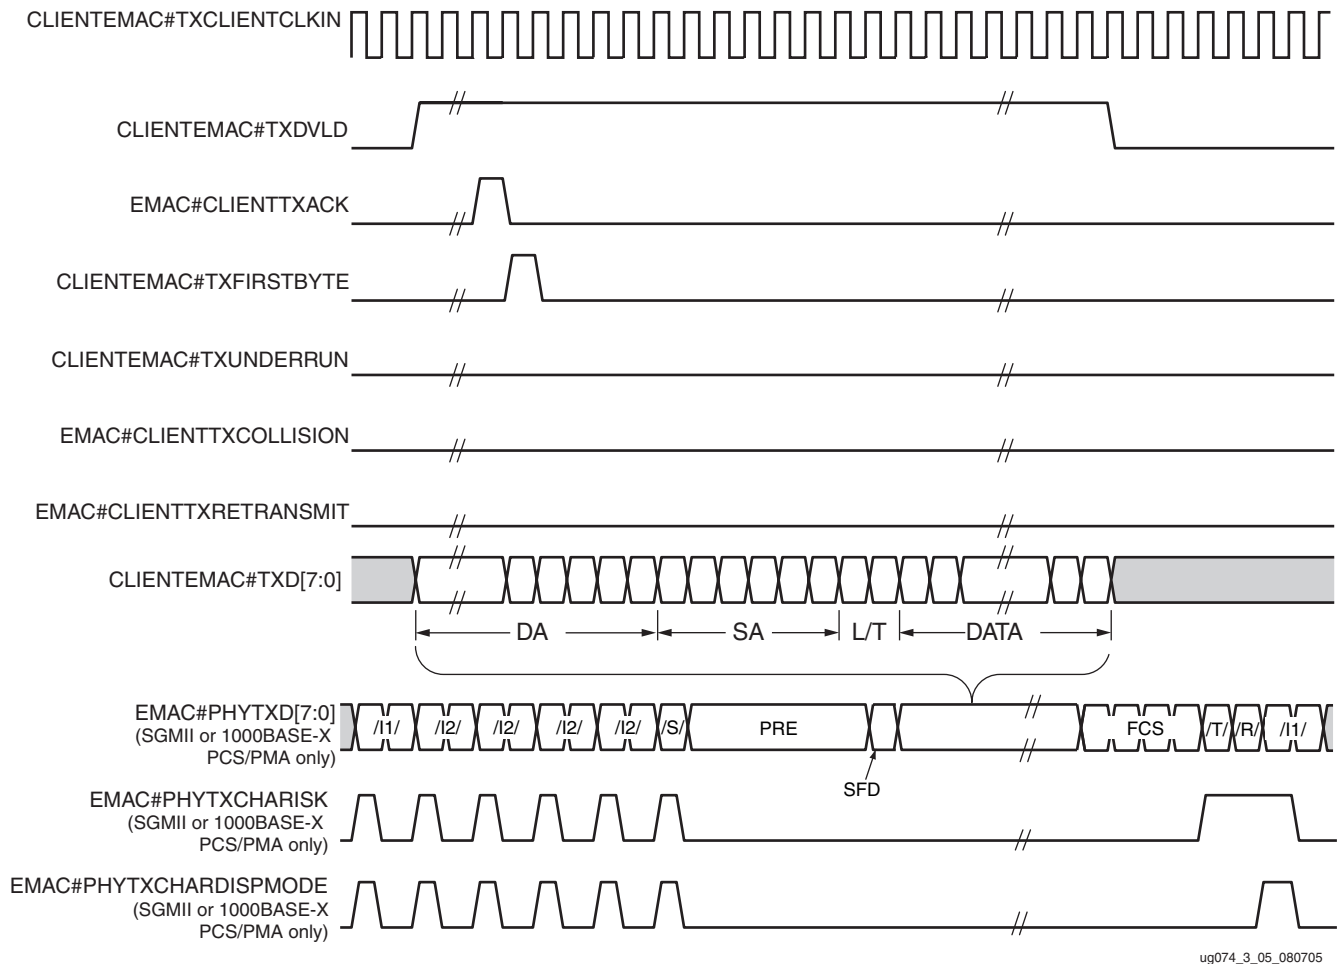 CLIENTEMAC#TXCLIENTCLKIN
CLIENTEMAC#TXDVLD
EMAC#CLIENTTXACK
CLIENTEMAC#TXFIRSTBYTE
CLIENTEMAC#TXUNDERRUN
EMAC#CLIENTTXCOLLISION
EMAC#CLIENTTXRETRANSMIT
CLIENTEMAC#TXD[7:0]
DA SA L/T DATA
EMAC#PHYTXD[7:0]
(SGMII or 1000BASE-X
PCS/PMA only)
/I1/ /I2/ /I2/ /I2/ /I2/ /S/ PRE FCS /T/ /R/ /I1/
SFD
EMAC#PHYTXCHARISK
(SGMII or 1000BASE-X
PCS/PMA only)
EMAC#PHYTXCHARDISPMODE
(SGMII or 1000BASE-X
PCS/PMA only)
ug074_3_05_080705